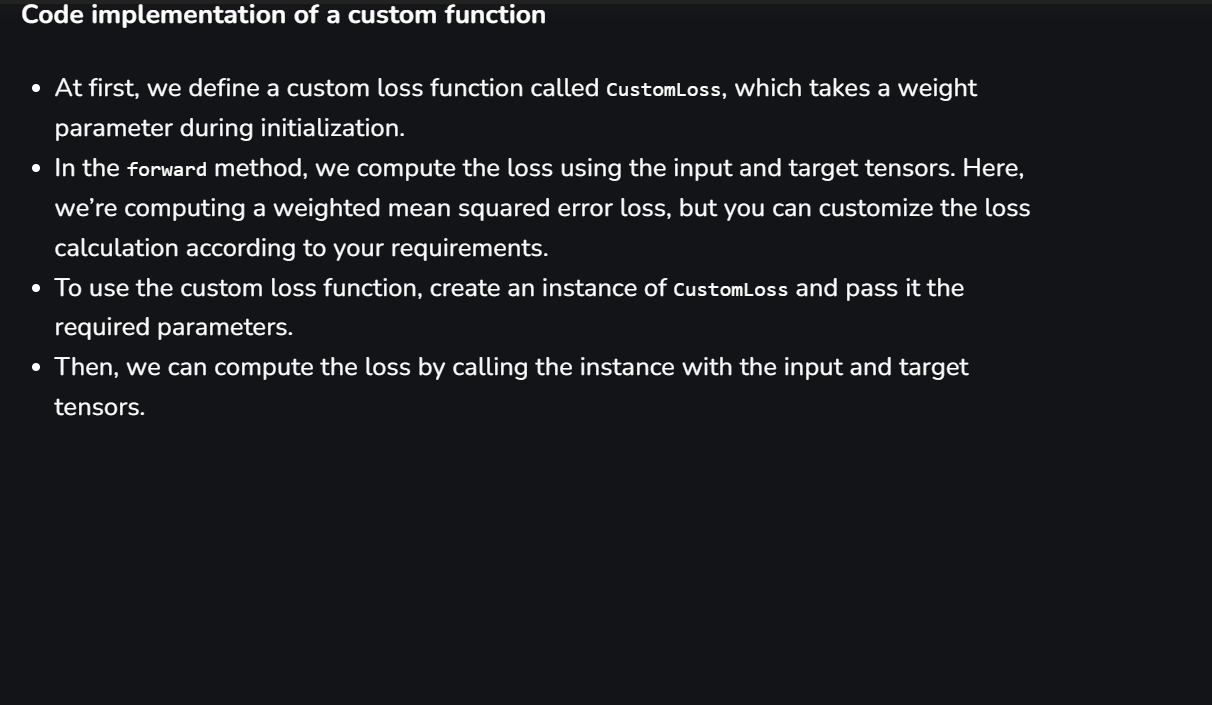 Code implementation of a custom function
• At first, we define a custom loss function called CustomLoss, which takes a weight
parameter during initialization.
• In the forward method, we compute the loss using the input and target tensors. Here,
we’re computing a weighted mean squared error loss, but you can customize the loss
calculation according to your requirements.
• To use the custom loss function, create an instance of CustomLoss and pass it the
required parameters.
• Then, we can compute the loss by calling the instance with the input and target
tensors.